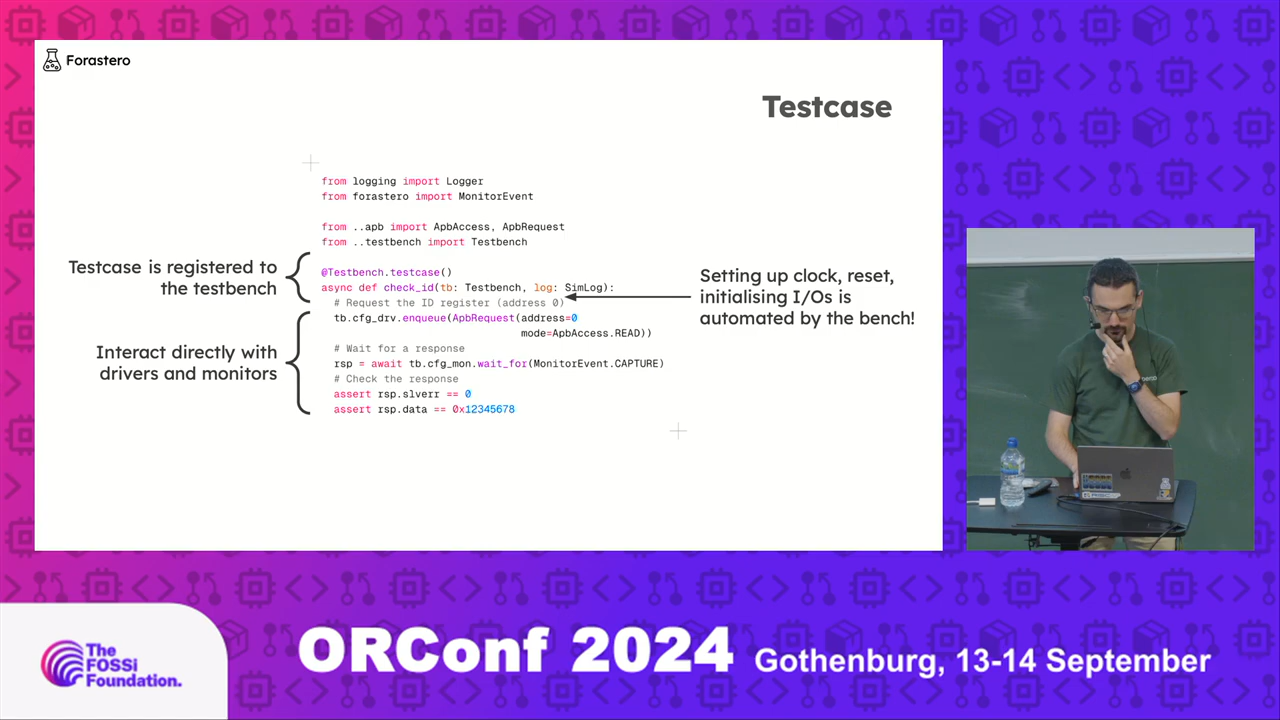 Forastero
Testcase
from logging import Logger
from forastero import MonitorEvent
from ..apb import ApbAccess, ApbRequest
from ..testbench import Testbench
Testcase is registered to
the testbench
@Testbench.testcase()
async def check_id(tb: Testbench, log: SimLog):
# Request the ID register (address 0)
tb.cfg_drv.enqueue(ApbRequest(address=0
mode=ApbAccess.READ))
# Wait for a response
rsp = await tb.cfg_mon.wait_for(MonitorEvent.CAPTURE)
# Check the response
assert rsp.slverr == 0
assert rsp.data == 0x12345678
Interact directly with
drivers and monitors
Setting up clock, reset,
initialising I/Os is
automated by the bench!
The
FOSSi
Foundation.
ORConf 2024 Gothenburg, 13-14 September